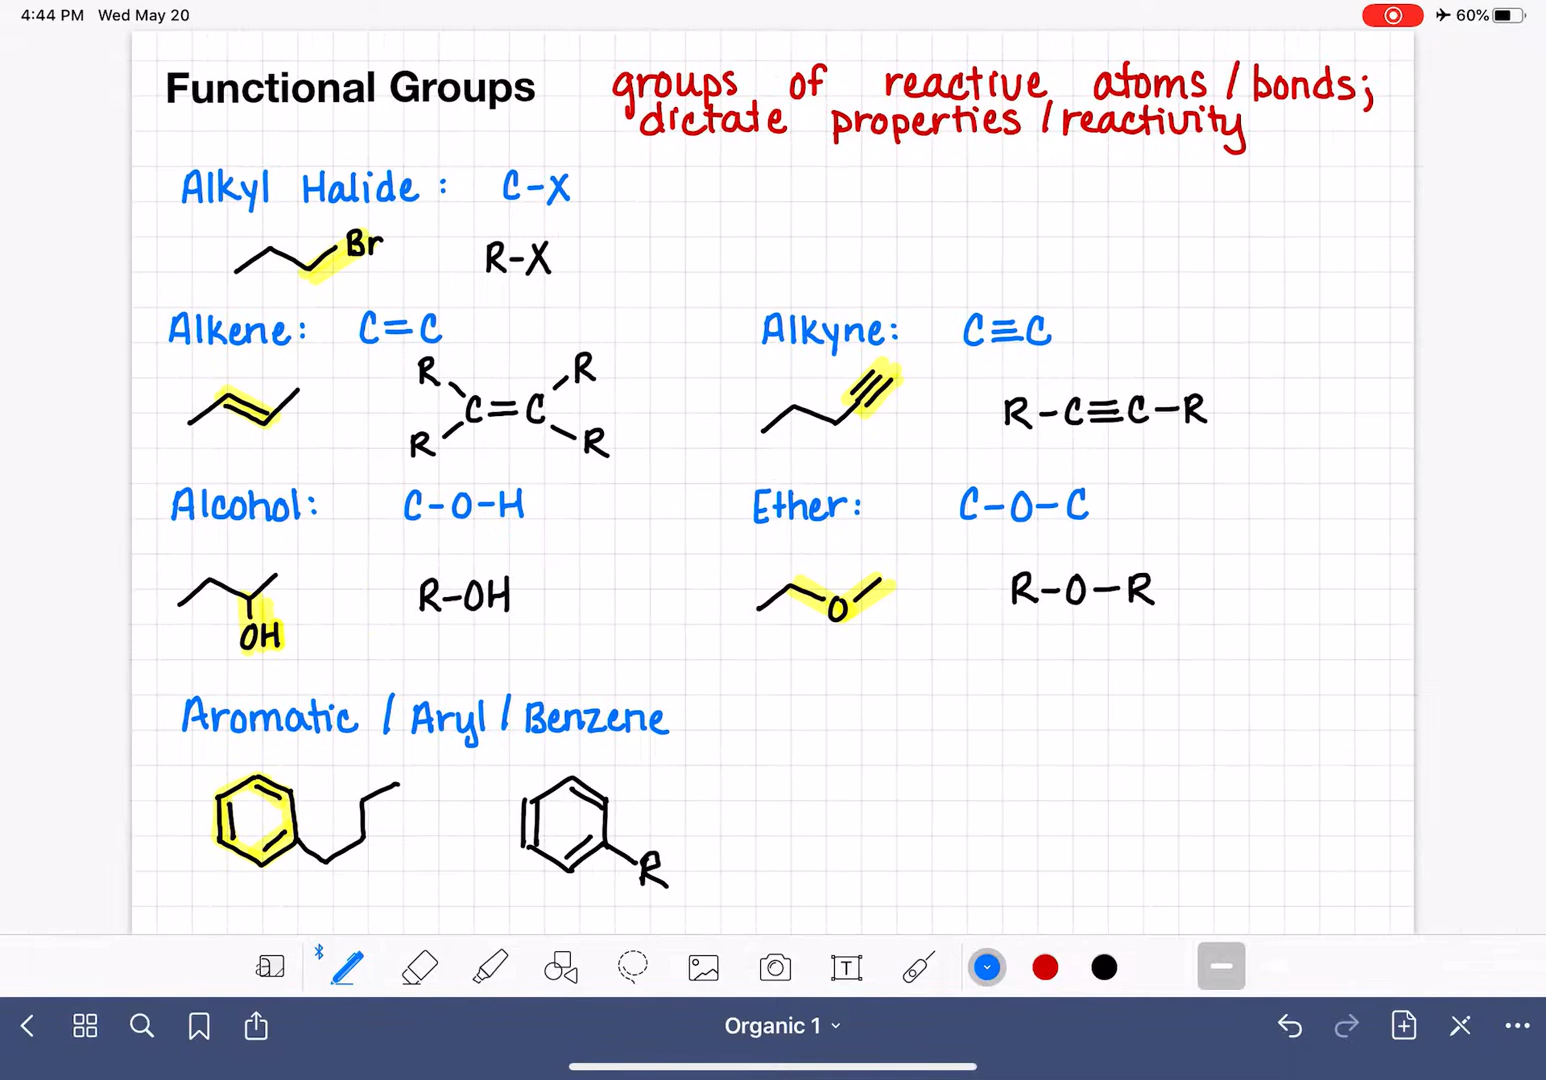 4:44 PM Wed May 20
60%
Functional Groups
groups of reactive atoms / bonds;
dictate properties / reactivity
Alkyl Halide : C-X
Br
R-X
Alkene: C=C
R R
C=C
R R
Alkyne: C≡C
R-C≡C-R
Alcohol: C-O-H
OH
R-OH
Ether: C-O-C
O
R-O-R
Aromatic / Aryl / Benzene
R
T
Organic 1